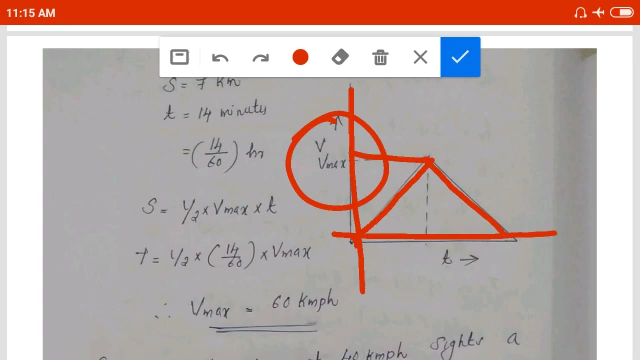 11:15 AM
S = 7 km
t = 14 minutes
= (14/60) hr
V
Vmax
S = 1/2 x Vmax x t
7 = 1/2 x (14/60) x Vmax
t →
∴ Vmax = 60 Kmph
40 kmph sights a